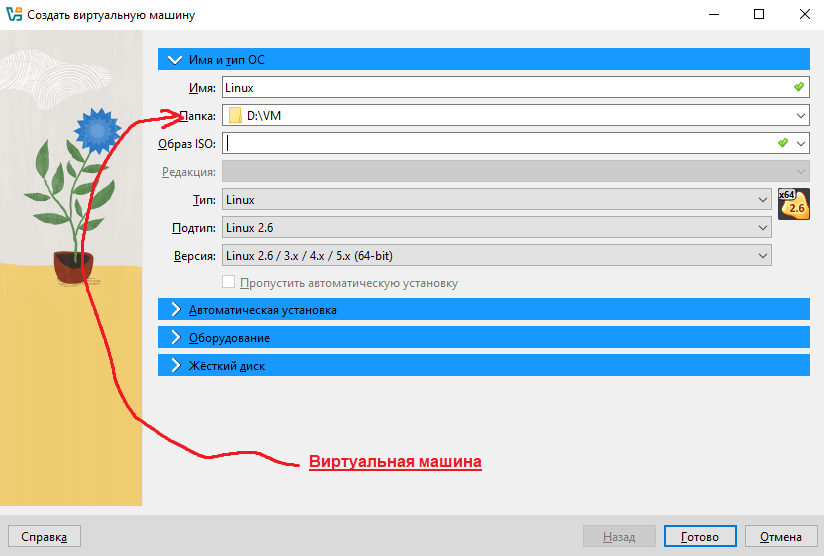 Создать виртуальную машину
Имя и тип ОС
Имя: Linux
Папка: D:\VM
Образ ISO:
Редакция:
Тип: Linux
x64
2.6
Подтип: Linux 2.6
Версия: Linux 2.6 / 3.x / 4.x / 5.x (64-bit)
Пропустить автоматическую установку
Автоматическая установка
Оборудование
Жёсткий диск
Виртуальная машина
Справка Назад Готово Отмена